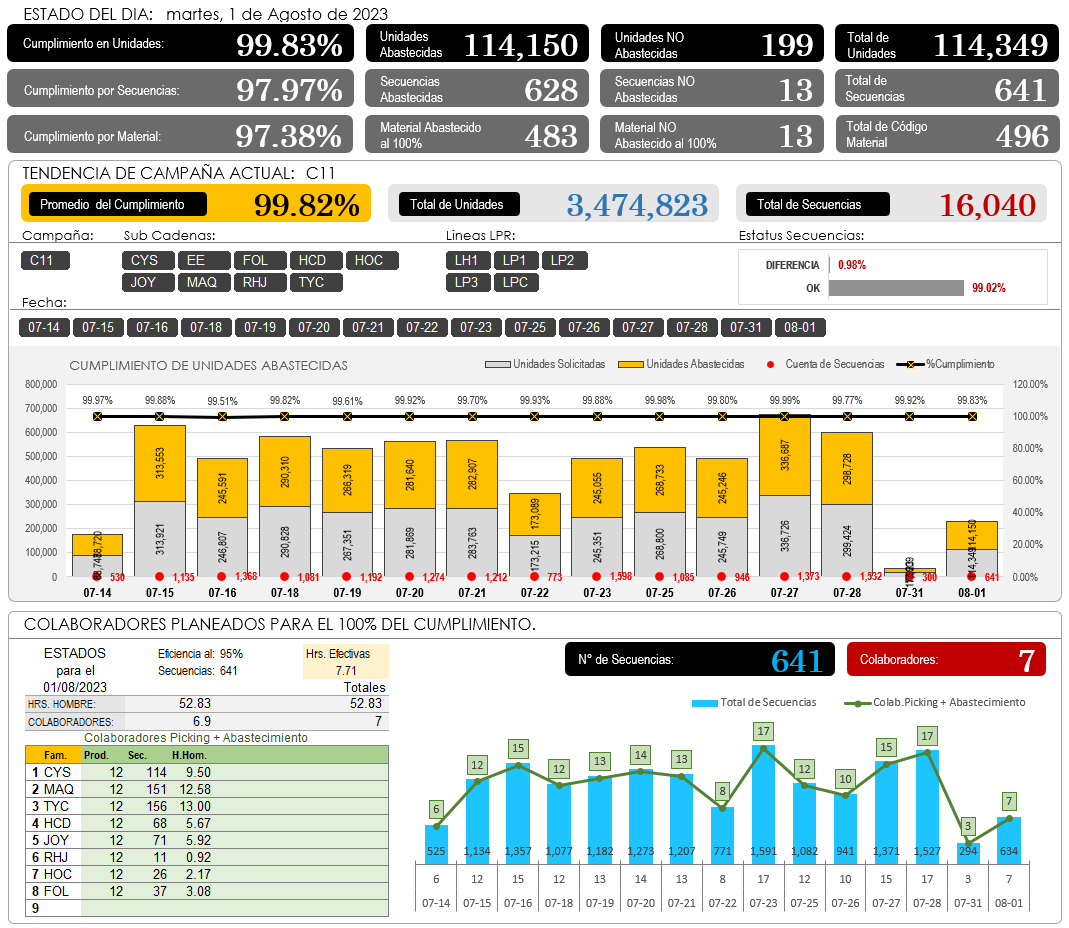 ESTADO DEL DIA: martes, 1 de Agosto de 2023
Cumplimiento en Unidades: 99.83%
Unidades Abastecidas 114,150
Unidades NO Abastecidas 199
Total de Unidades 114,349
Cumplimiento por Secuencias: 97.97%
Secuencias Abastecidas 628
Secuencias NO Abastecidas 13
Total de Secuencias 641
Cumplimiento por Material: 97.38%
Material Abastecido al 100% 483
Material NO Abastecido al 100% 13
Total de Código Material 496
TENDENCIA DE CAMPAÑA ACTUAL: C11
Promedio del Cumplimiento 99.82%
Total de Unidades 3,474,823
Total de Secuencias 16,040
Campaña: Sub Cadenas: Lineas LPR: Estatus Secuencias:
C11
CYS EE FOL HCD HOC
JOY MAQ RHJ TYC
LH1 LP1 LP2
LP3 LPC
DIFERENCIA 0.98%
OK 99.02%
Fecha:
07-14 07-15 07-16 07-18 07-19 07-20 07-21 07-22 07-23 07-25 07-26 07-27 07-28 07-31 08-01
CUMPLIMIENTO DE UNIDADES ABASTECIDAS
Unidades Solicitadas Unidades Abastecidas Cuenta de Secuencias %Cumplimiento
800,000
700,000
600,000
500,000
400,000
300,000
200,000
100,000
0
120.00%
100.00%
80.00%
60.00%
40.00%
20.00%
0.00%
99.97% 99.88% 99.51% 99.82% 99.61% 99.92% 99.70% 99.93% 99.88% 99.98% 99.80% 99.99% 99.77% 99.92% 99.83%
313,553 245,591 290,310 266,319 281,640 282,907 173,089 245,055 268,733 245,246 336,687 298,728 114,150
313,921 246,807 290,828 267,351 281,869 283,763 173,215 245,351 268,800 245,749 336,726 299,424 114,349
530 1,135 1,368 1,081 1,192 1,274 1,212 773 1,598 1,085 946 1,373 1,532 300 641
07-14 07-15 07-16 07-18 07-19 07-20 07-21 07-22 07-23 07-25 07-26 07-27 07-28 07-31 08-01
COLABORADORES PLANEADOS PARA EL 100% DEL CUMPLIMIENTO.
ESTADOS para el 01/08/2023
Eficiencia al: 95%
Secuencias: 641
Hrs. Efectivas
7.71
Totales
HRS. HOMBRE: 52.83 52.83
COLABORADORES: 6.9 7
Colaboradores Picking + Abastecimiento
Fam. Prod. Sec. H.Hom.
1 CYS 12 114 9.50
2 MAQ 12 151 12.58
3 TYC 12 156 13.00
4 HCD 12 68 5.67
5 JOY 12 71 5.92
6 RHJ 12 11 0.92
7 HOC 12 26 2.17
8 FOL 12 37 3.08
9
N° de Secuencias: 641
Colaboradores: 7
Total de Secuencias Colab.Picking + Abastecimiento
6 12 15 12 13 14 13 8 17 12 10 15 17 3 7
525 1,134 1,357 1,077 1,182 1,273 1,207 771 1,591 1,082 941 1,371 1,527 294 634
6 12 15 12 13 14 13 8 17 12 10 15 17 3 7
07-14 07-15 07-16 07-18 07-19 07-20 07-21 07-22 07-23 07-25 07-26 07-27 07-28 07-31 08-01